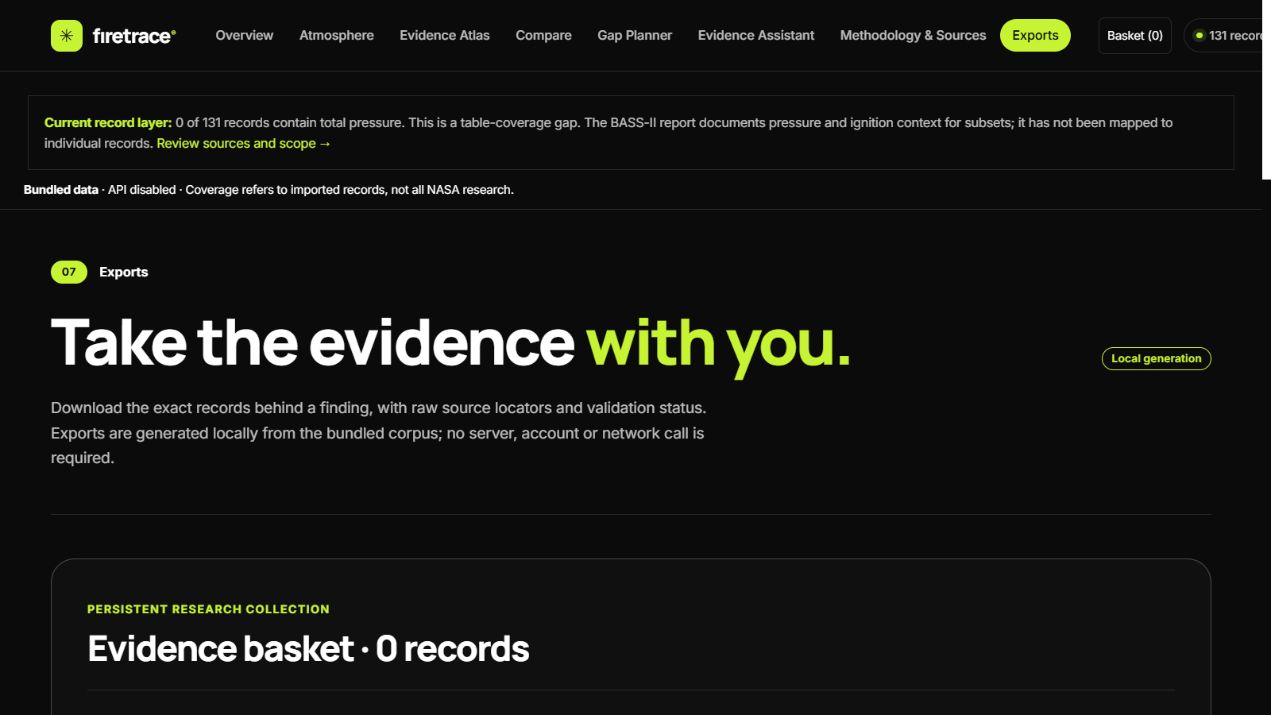 firetrace
Overview
Atmosphere
Evidence Atlas
Compare
Gap Planner
Evidence Assistant
Methodology & Sources
Exports
Basket (0)
131
Current record layer: 0 of 131 records contain total pressure. This is a table-coverage gap. The BASS-II report documents pressure and ignition context for subsets; it has not been mapped to
individual records. Review sources and scope →
Bundled data · API disabled · Coverage refers to imported records, not all NASA research.
07 Exports
Take the evidence with you.
Local generation
Download the exact records behind a finding, with raw source locators and validation status.
Exports are generated locally from the bundled corpus; no server, account or network call is
required.
PERSISTENT RESEARCH COLLECTION
Evidence basket · 0 records